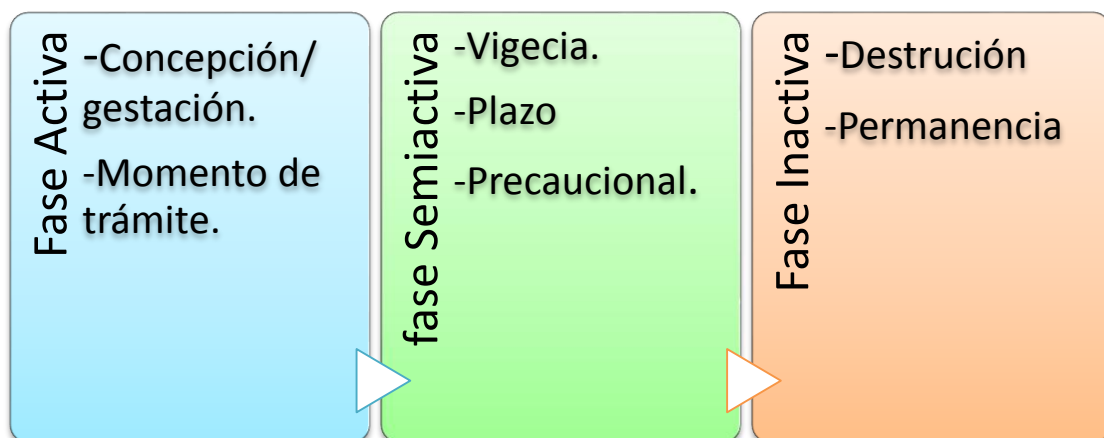 Fase Activa
-Concepción/
gestación.
-Momento de
trámite.
fase Semiactiva
-Vigecia.
-Plazo
-Precaucional.
Fase Inactiva
-Destrución
-Permanencia